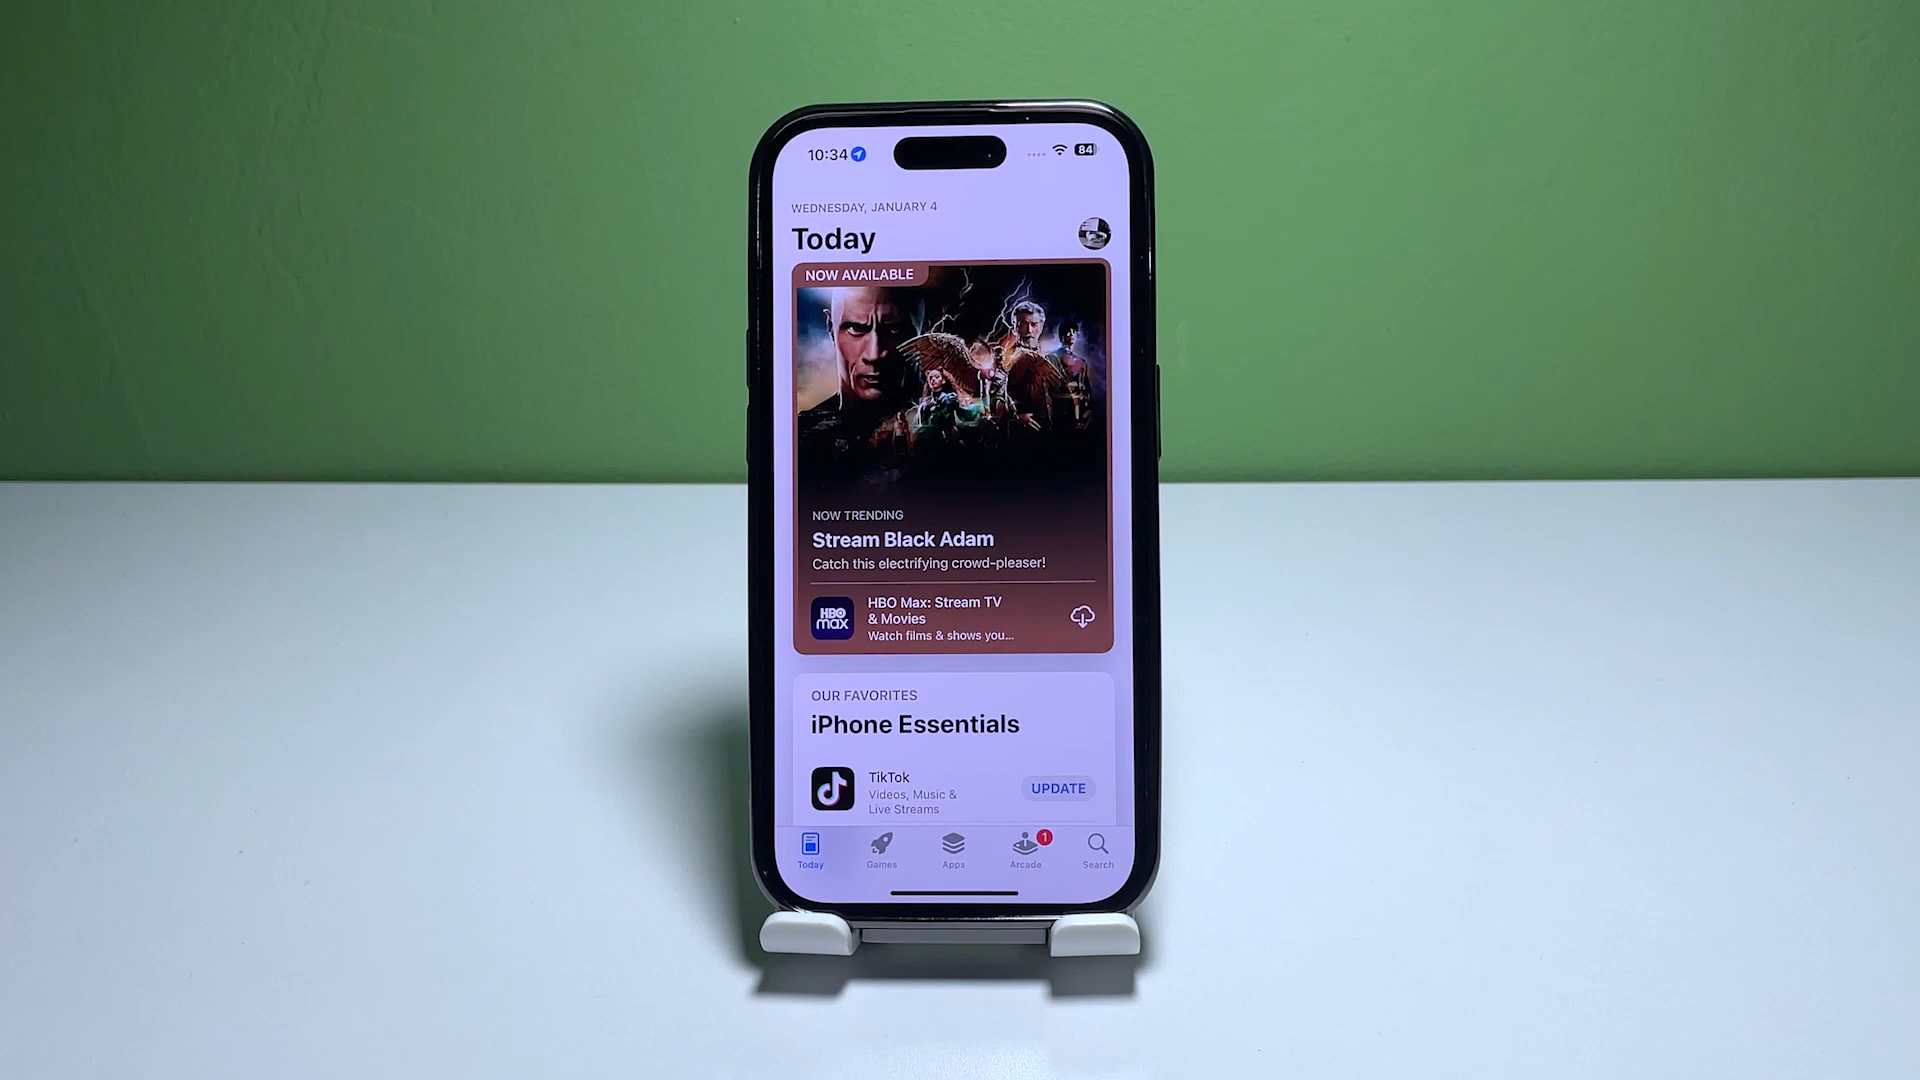 10:34
84
WEDNESDAY, JANUARY 4
Today
NOW AVAILABLE
NOW TRENDING
Stream Black Adam
Catch this electrifying crowd-pleaser!
HBO
max
HBO Max: Stream TV
& Movies
Watch films & shows you...
OUR FAVORITES
iPhone Essentials
TikTok
Videos, Music &
Live Streams
UPDATE
1
Today Games Apps Arcade Search